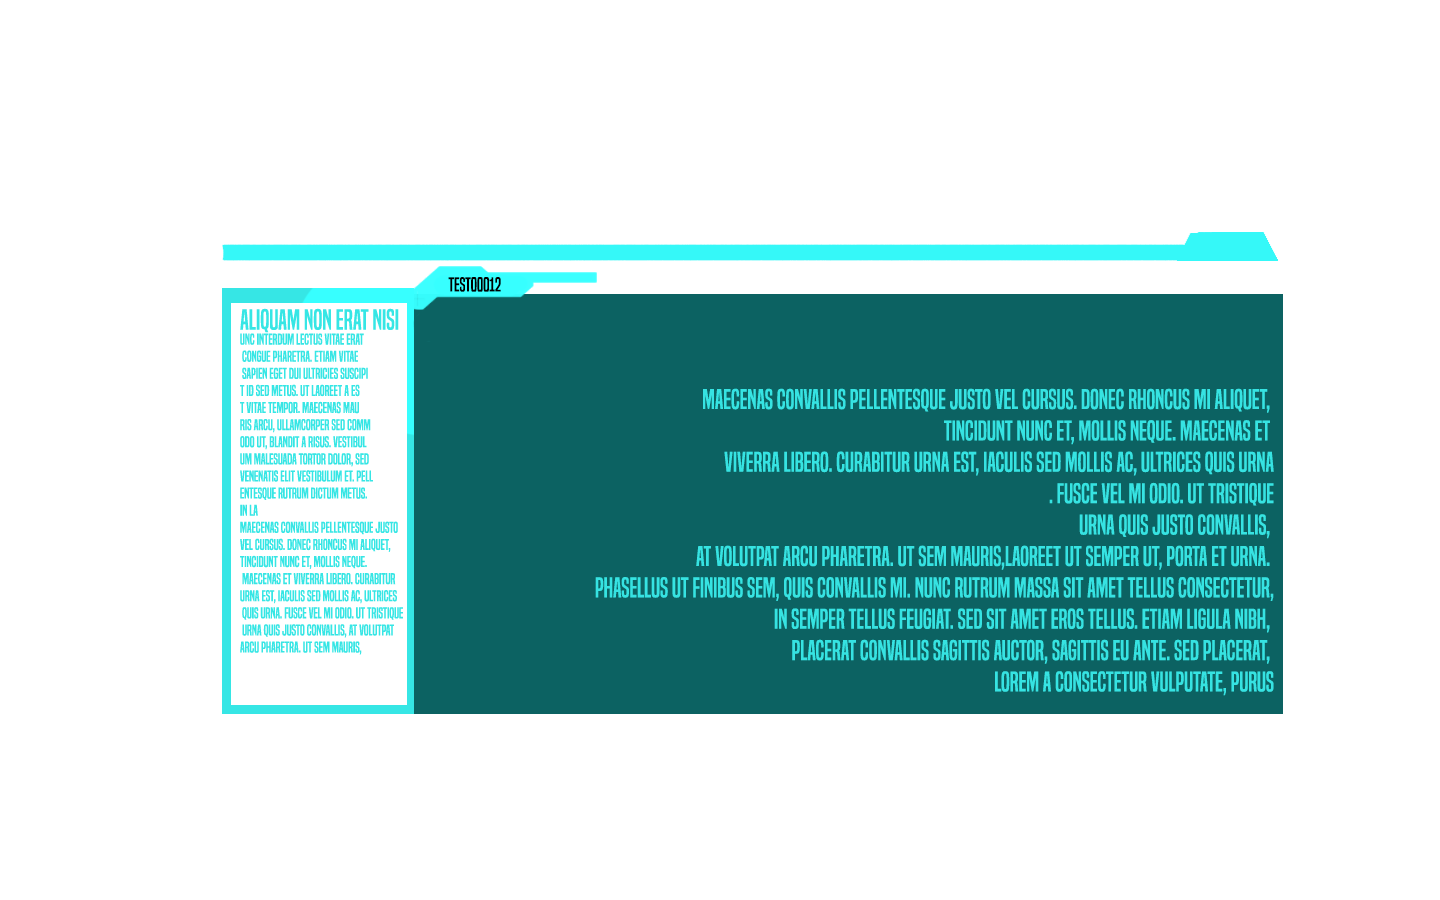 TEST00012
ALIQUAM NON ERAT NISI
UNC INTERDUM LECTUS VITAE ERAT
CONGUE PHARETRA. ETIAM VITAE
SAPIEN EGET DUI ULTRICIES SUSCIPI
T ID SED METUS. UT LAOREET A ES
T VITAE TEMPOR. MAECENAS MAU
RIS ARCU, ULLAMCORPER SED COMM
ODO UT, BLANDIT A RISUS. VESTIBUL
UM MALESUADA TORTOR DOLOR, SED
VENENATIS ELIT VESTIBULUM ET. PELL
ENTESQUE RUTRUM DICTUM METUS.
IN LA
MAECENAS CONVALLIS PELLENTESQUE JUSTO
VEL CURSUS. DONEC RHONCUS MI ALIQUET,
TINCIDUNT NUNC ET, MOLLIS NEQUE.
MAECENAS ET VIVERRA LIBERO. CURABITUR
URNA EST, IACULIS SED MOLLIS AC, ULTRICES
QUIS URNA. FUSCE VEL MI ODIO. UT TRISTIQUE
URNA QUIS JUSTO CONVALLIS, AT VOLUTPAT
ARCU PHARETRA. UT SEM MAURIS,
MAECENAS CONVALLIS PELLENTESQUE JUSTO VEL CURSUS. DONEC RHONCUS MI ALIQUET,
TINCIDUNT NUNC ET, MOLLIS NEQUE. MAECENAS ET
VIVERRA LIBERO. CURABITUR URNA EST, IACULIS SED MOLLIS AC, ULTRICES QUIS URNA
. FUSCE VEL MI ODIO. UT TRISTIQUE
URNA QUIS JUSTO CONVALLIS,
AT VOLUTPAT ARCU PHARETRA. UT SEM MAURIS,LAOREET UT SEMPER UT, PORTA ET URNA.
PHASELLUS UT FINIBUS SEM, QUIS CONVALLIS MI. NUNC RUTRUM MASSA SIT AMET TELLUS CONSECTETUR,
IN SEMPER TELLUS FEUGIAT. SED SIT AMET EROS TELLUS. ETIAM LIGULA NIBH,
PLACERAT CONVALLIS SAGITTIS AUCTOR, SAGITTIS EU ANTE. SED PLACERAT,
LOREM A CONSECTETUR VULPUTATE, PURUS